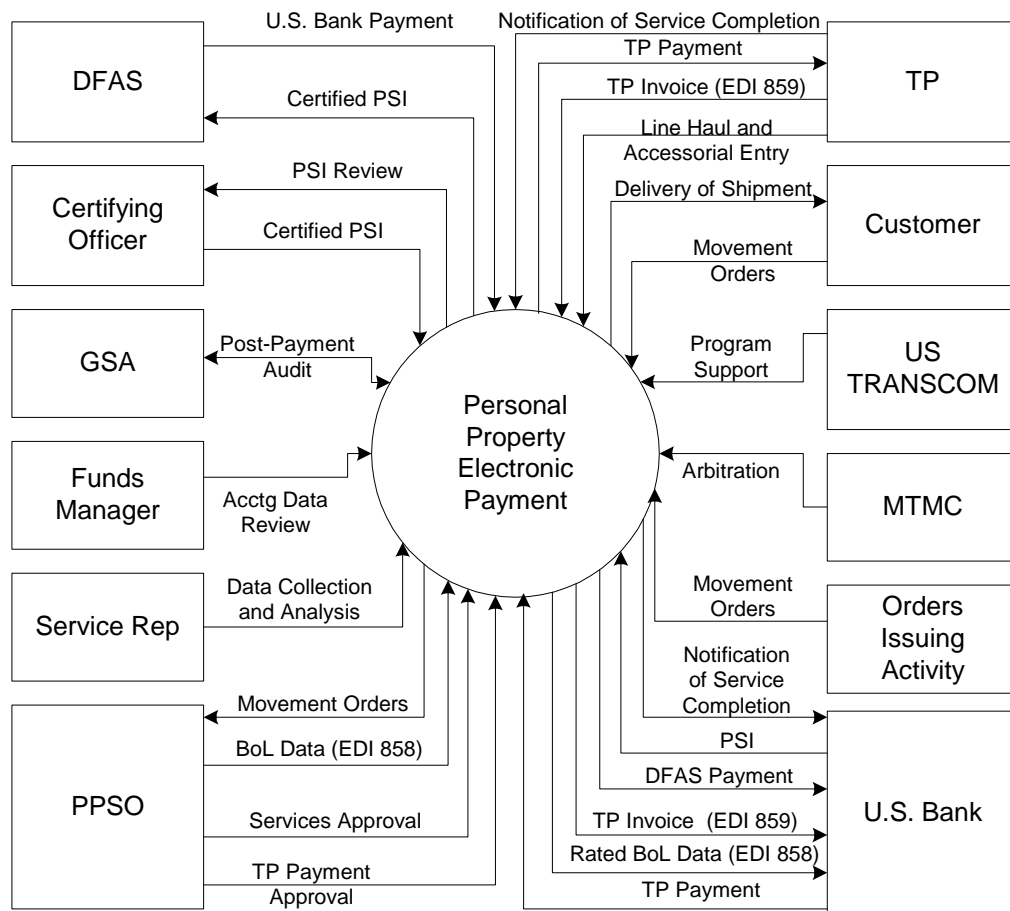 U.S. Bank Payment
DFAS
Certified PSI
PSI Review
Certifying
Officer
Certified PSI
GSA
Post-Payment
Audit
Funds
Manager
Acctg Data
Review
Service Rep
Data Collection
and Analysis
Movement Orders
BoL Data (EDI 858)
PPSO
Services Approval
TP Payment
Approval
Personal
Property
Electronic
Payment
Notification of Service Completion
TP Payment
TP
TP Invoice (EDI 859)
Line Haul and
Accessorial Entry
Delivery of Shipment
Customer
Movement
Orders
Program
Support
US
TRANSCOM
Arbitration
MTMC
Movement
Orders
Orders
Issuing
Activity
Notification
of Service
Completion
PSI
DFAS Payment
U.S. Bank
TP Invoice (EDI 859)
Rated BoL Data (EDI 858)
TP Payment